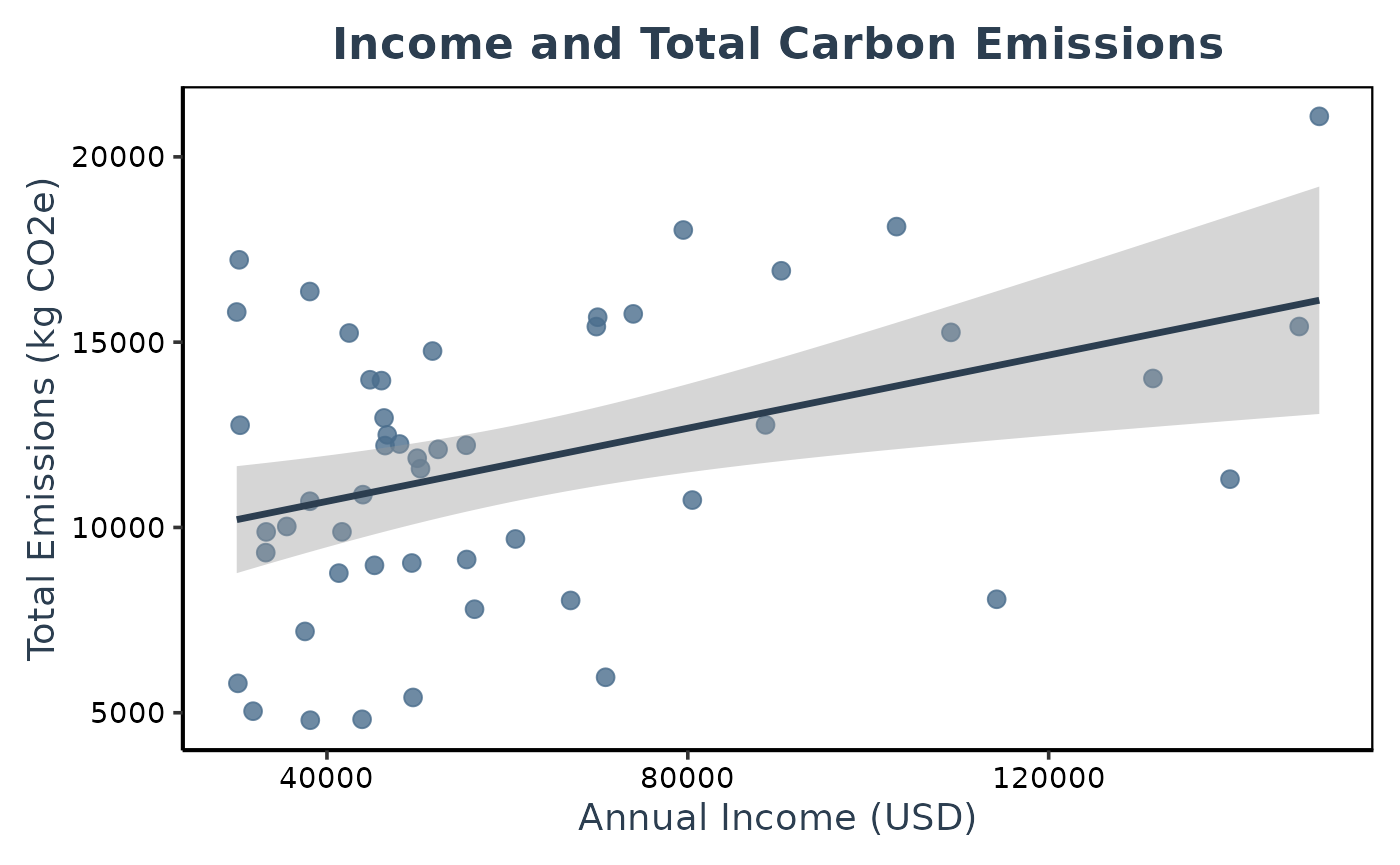 Income and Total Carbon Emissions
Total Emissions (kg CO2e)
20000
15000
10000
5000
40000 80000 120000
Annual Income (USD)